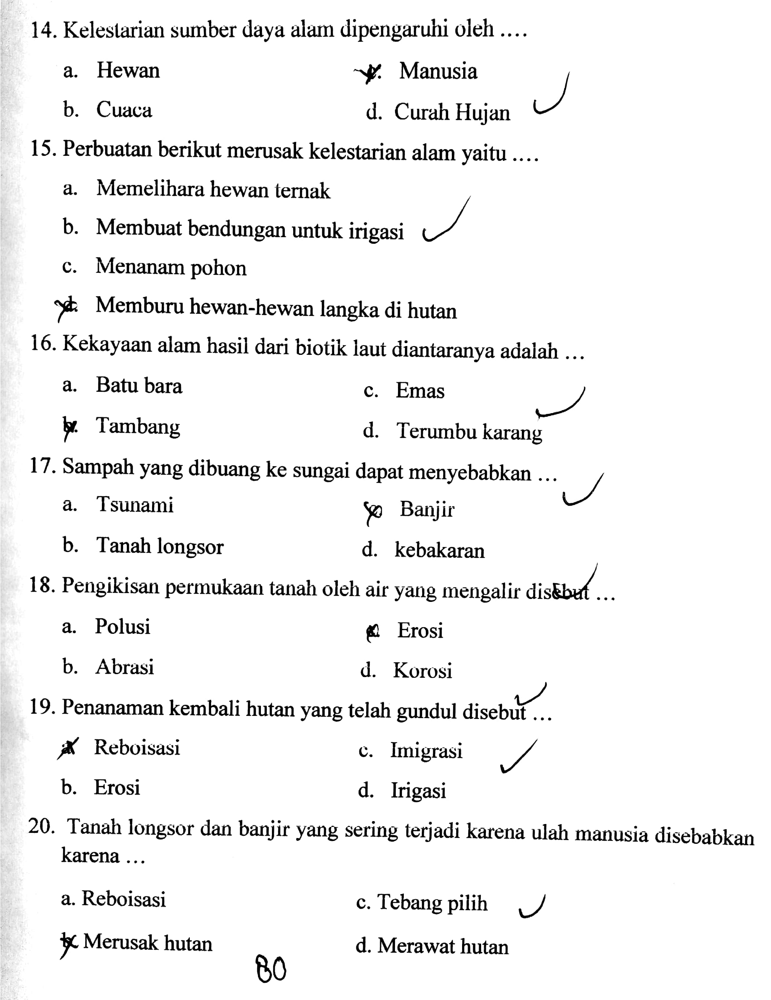 14. Kelestarian sumber daya alam dipengaruhi oleh ....
a. Hewan
c. Manusia
b. Cuaca
d. Curah Hujan
15. Perbuatan berikut merusak kelestarian alam yaitu ....
a. Memelihara hewan ternak
b. Membuat bendungan untuk irigasi
c. Menanam pohon
d. Memburu hewan-hewan langka di hutan
16. Kekayaan alam hasil dari biotik laut diantaranya adalah ...
a. Batu bara
c. Emas
b. Tambang
d. Terumbu karang
17. Sampah yang dibuang ke sungai dapat menyebabkan ...
a. Tsunami
c. Banjir
b. Tanah longsor
d. kebakaran
18. Pengikisan permukaan tanah oleh air yang mengalir disebut ...
a. Polusi
c. Erosi
b. Abrasi
d. Korosi
19. Penanaman kembali hutan yang telah gundul disebut ...
a. Reboisasi
c. Imigrasi
b. Erosi
d. Irigasi
20. Tanah longsor dan banjir yang sering terjadi karena ulah manusia disebabkan
karena ...
a. Reboisasi
c. Tebang pilih
b. Merusak hutan
d. Merawat hutan
80